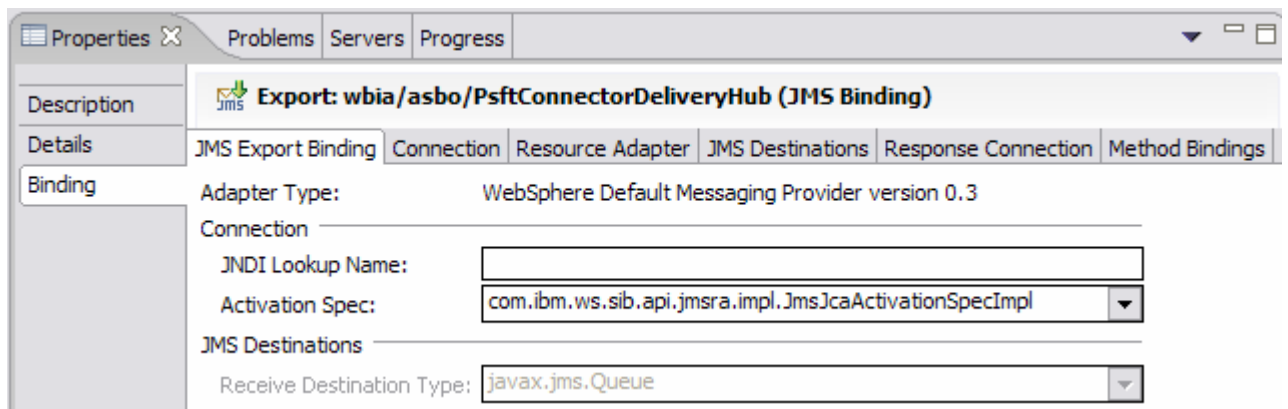 Properties Problems Servers Progress
Description
Details
Binding
JMS Export: wbia/asbo/PsftConnectorDeliveryHub (JMS Binding)
JMS Export Binding Connection Resource Adapter JMS Destinations Response Connection Method Bindings
Adapter Type: WebSphere Default Messaging Provider version 0.3
Connection
JNDI Lookup Name:
Activation Spec: com.ibm.ws.sib.api.jmsra.impl.JmsJcaActivationSpecImpl
JMS Destinations
Receive Destination Type: javax.jms.Queue